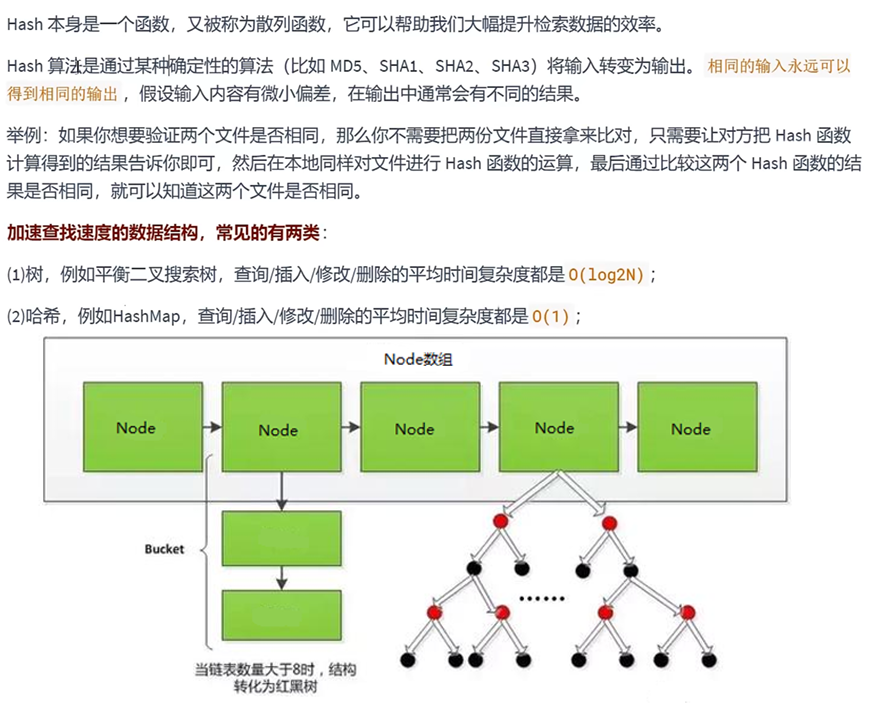 Hash 本身是一个函数，又被称为散列函数，它可以帮助我们大幅提升检索数据的效率。
Hash 算法是通过某种确定性的算法（比如 MD5、SHA1、SHA2、SHA3）将输入转变为输出。 相同的输入永远可以
得到相同的输出 ，假设输入内容有微小偏差，在输出中通常会有不同的结果。
举例：如果你想要验证两个文件是否相同，那么你不需要把两份文件直接拿来比对，只需要让对方把 Hash 函数
计算得到的结果告诉你即可，然后在本地同样对文件进行 Hash 函数的运算，最后通过比较这两个 Hash 函数的结
果是否相同，就可以知道这两个文件是否相同。
加速查找速度的数据结构，常见的有两类：
(1)树，例如平衡二叉搜索树，查询/插入/修改/删除的平均时间复杂度都是 O(log2N) ；
(2)哈希，例如HashMap，查询/插入/修改/删除的平均时间复杂度都是 O(1) ；
Node数组
Node
Node
Node
Node
Node
Bucket
······
当链表数量大于8时，结构
转化为红黑树